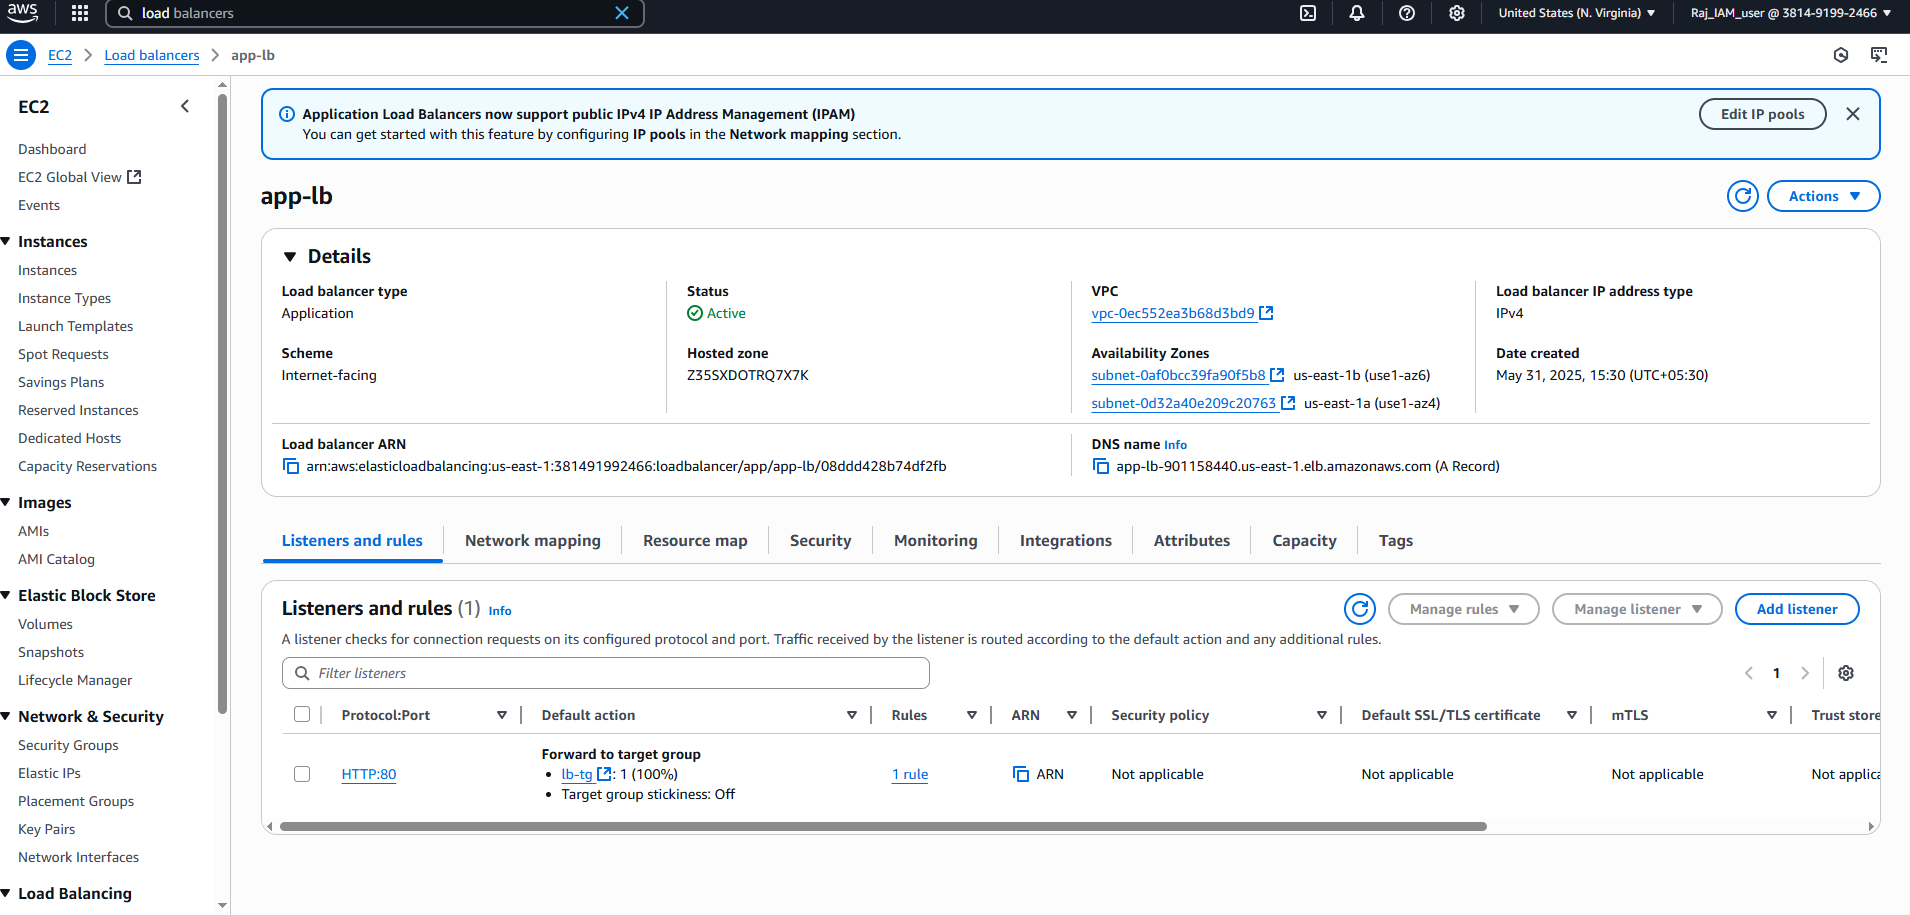 aws
load balancers
United States (N. Virginia)
Raj_IAM_user @ 3814-9199-2466
EC2
Load balancers
app-lb
EC2
Dashboard
EC2 Global View
Events
Instances
Instances
Instance Types
Launch Templates
Spot Requests
Savings Plans
Reserved Instances
Dedicated Hosts
Capacity Reservations
Images
AMIs
AMI Catalog
Elastic Block Store
Volumes
Snapshots
Lifecycle Manager
Network & Security
Security Groups
Elastic IPs
Placement Groups
Key Pairs
Network Interfaces
Load Balancing
Application Load Balancers now support public IPv4 IP Address Management (IPAM)
You can get started with this feature by configuring IP pools in the Network mapping section.
Edit IP pools
app-lb
Actions
Details
Load balancer type
Application
Status
Active
VPC
vpc-0ec552ea3b68d3bd9
Load balancer IP address type
IPv4
Scheme
Internet-facing
Hosted zone
Z35SXDOTRQ7X7K
Availability Zones
subnet-0af0bcc39fa90f5b8 us-east-1b (use1-az6)
subnet-0d32a40e209c20763 us-east-1a (use1-az4)
Date created
May 31, 2025, 15:30 (UTC+05:30)
Load balancer ARN
arn:aws:elasticloadbalancing:us-east-1:381491992466:loadbalancer/app/app-lb/08ddd428b74df2fb
DNS name Info
app-lb-901158440.us-east-1.elb.amazonaws.com (A Record)
Listeners and rules
Network mapping
Resource map
Security
Monitoring
Integrations
Attributes
Capacity
Tags
Listeners and rules (1) Info
Manage rules
Manage listener
Add listener
A listener checks for connection requests on its configured protocol and port. Traffic received by the listener is routed according to the default action and any additional rules.
Filter listeners
1
Protocol:Port
Default action
Rules
ARN
Security policy
Default SSL/TLS certificate
mTLS
Trust store
HTTP:80
Forward to target group
• lb-tg : 1 (100%)
• Target group stickiness: Off
1 rule
ARN
Not applicable
Not applicable
Not applicable
Not applica